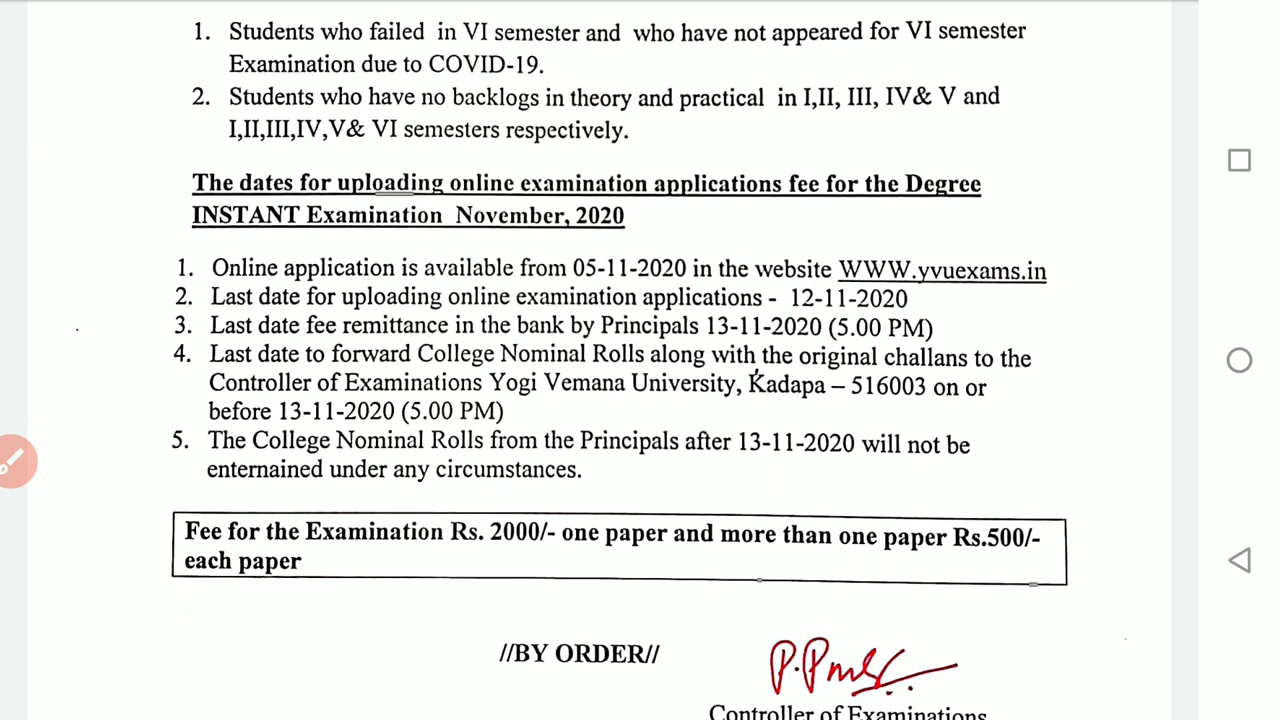 1. Students who failed in VI semester and who have not appeared for VI semester
Examination due to COVID-19.
2. Students who have no backlogs in theory and practical in I,II, III, IV& V and
I,II,III,IV,V& VI semesters respectively.
The dates for uploading online examination applications fee for the Degree
INSTANT Examination November, 2020
1. Online application is available from 05-11-2020 in the website WWW.yvuexams.in
2. Last date for uploading online examination applications - 12-11-2020
3. Last date fee remittance in the bank by Principals 13-11-2020 (5.00 PM)
4. Last date to forward College Nominal Rolls along with the original challans to the
Controller of Examinations Yogi Vemana University, Kadapa – 516003 on or
before 13-11-2020 (5.00 PM)
5. The College Nominal Rolls from the Principals after 13-11-2020 will not be
enternained under any circumstances.
Fee for the Examination Rs. 2000/- one paper and more than one paper Rs.500/-
each paper
//BY ORDER//
Controller of Examinations